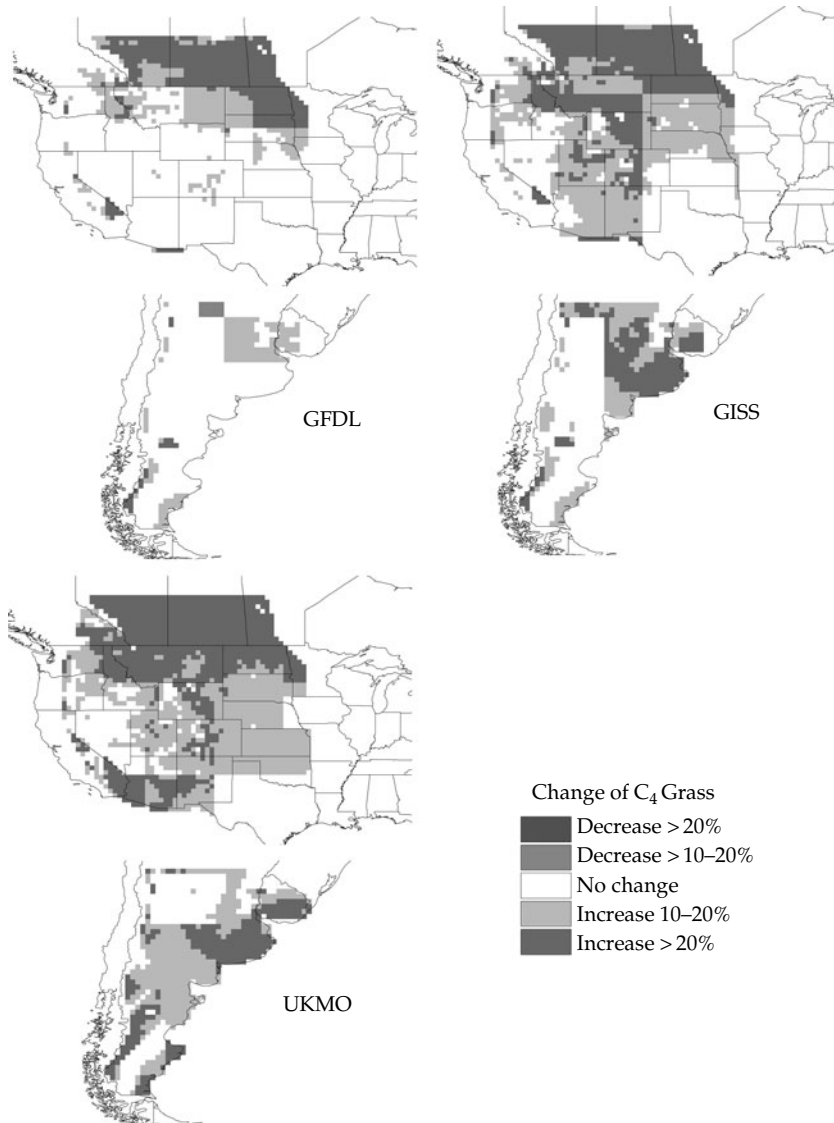 GFDL
GISS
UKMO
Change of C₄ Grass
Decrease > 20%
Decrease > 10–20%
No change
Increase 10–20%
Increase > 20%